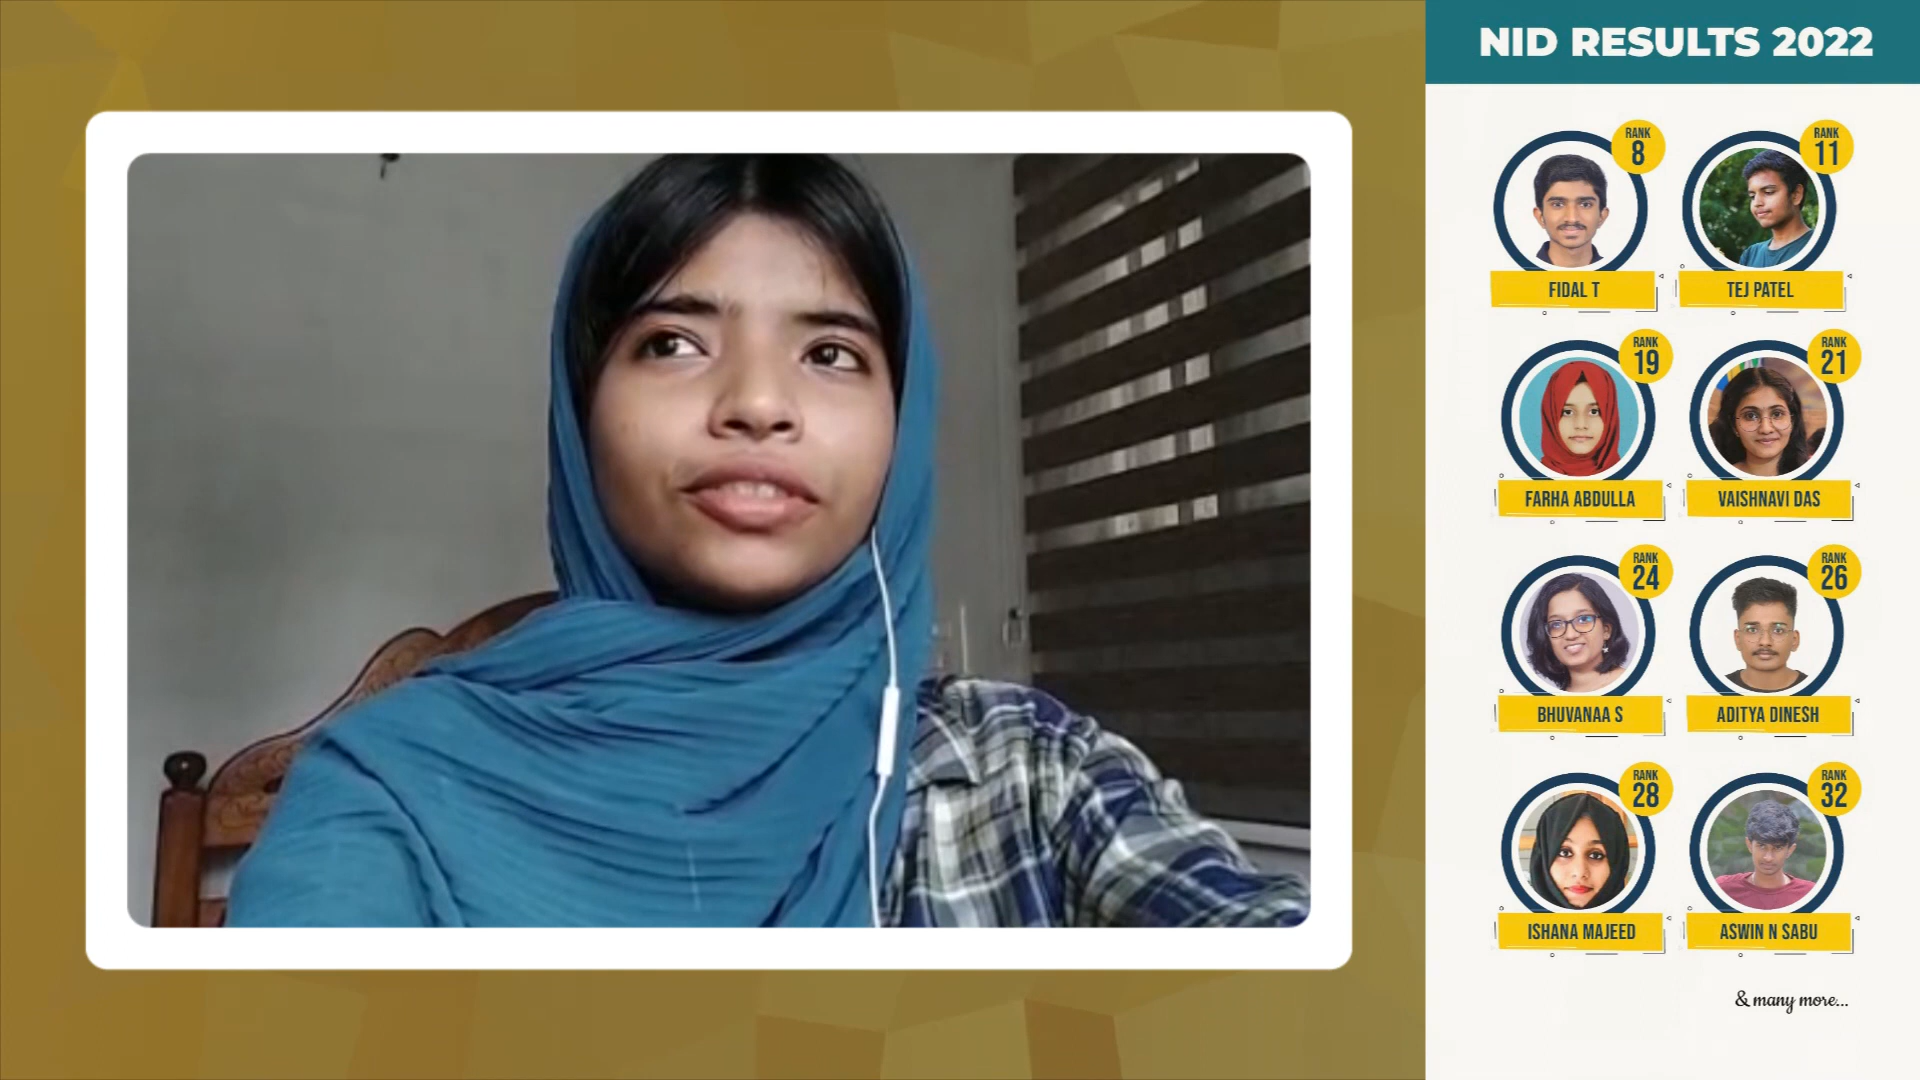 NID RESULTS 2022
RANK
8
RANK
11
FIDAL T
TEJ PATEL
RANK
19
RANK
21
FARHA ABDULLA
VAISHNAVI DAS
RANK
24
RANK
26
BHUVANAA S
ADITYA DINESH
RANK
28
RANK
32
ISHANA MAJEED
ASWIN N SABU
& many more...